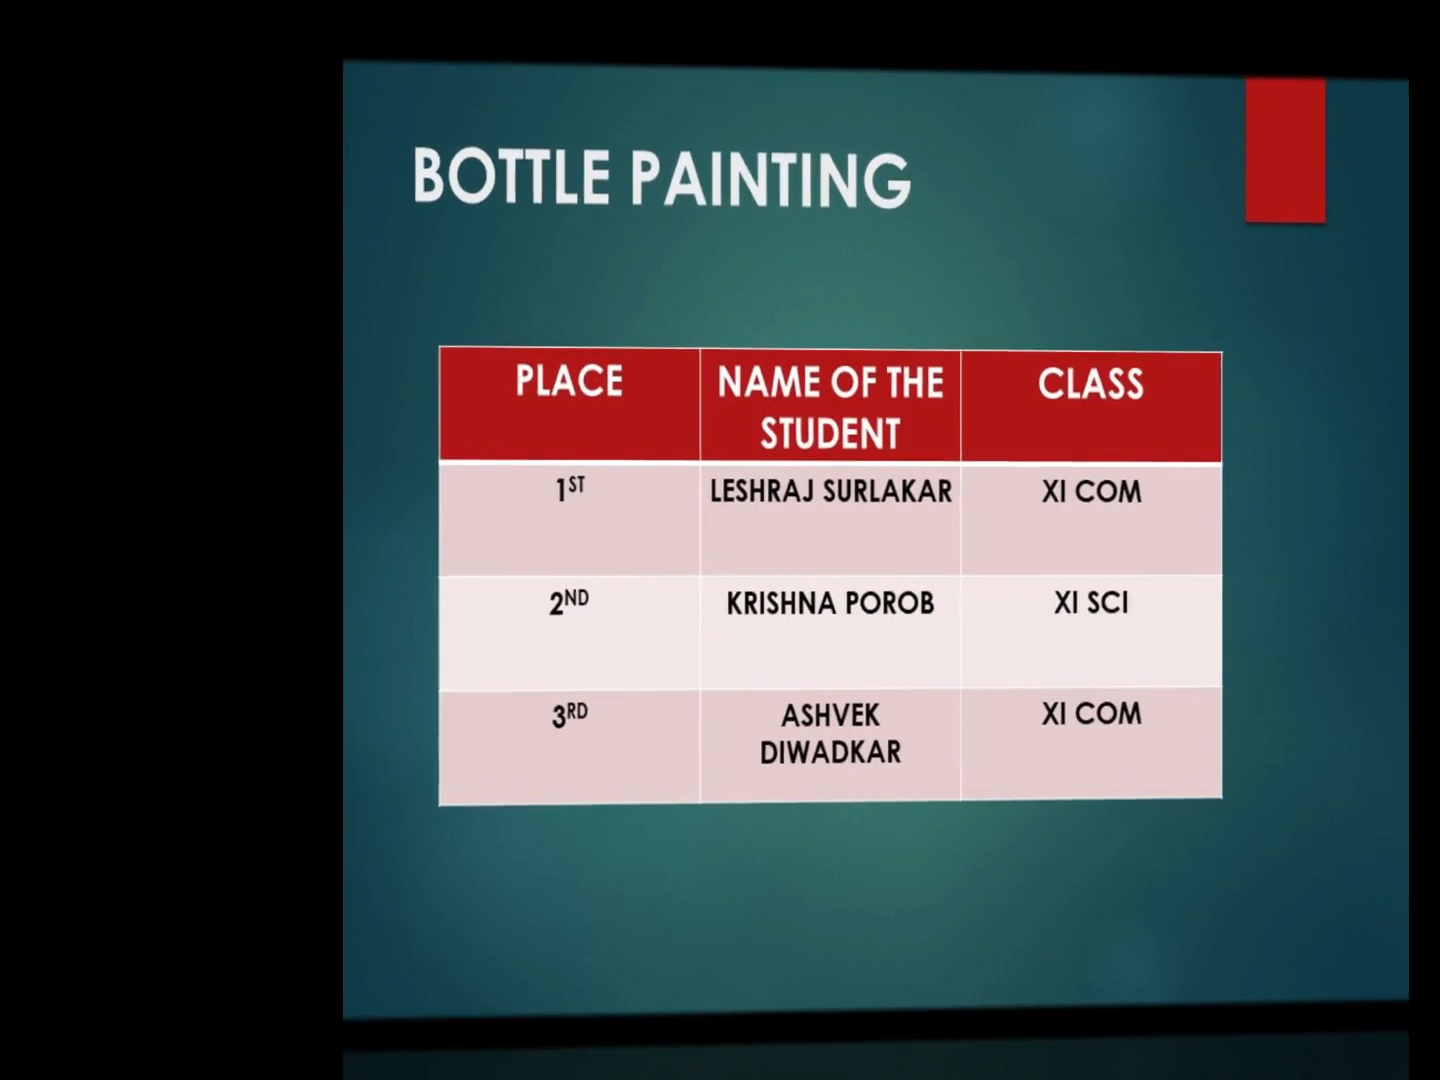 BOTTLE PAINTING
PLACE NAME OF THE STUDENT CLASS
1ST LESHRAJ SURLAKAR XI COM
2ND KRISHNA POROB XI SCI
3RD ASHVEK DIWADKAR XI COM